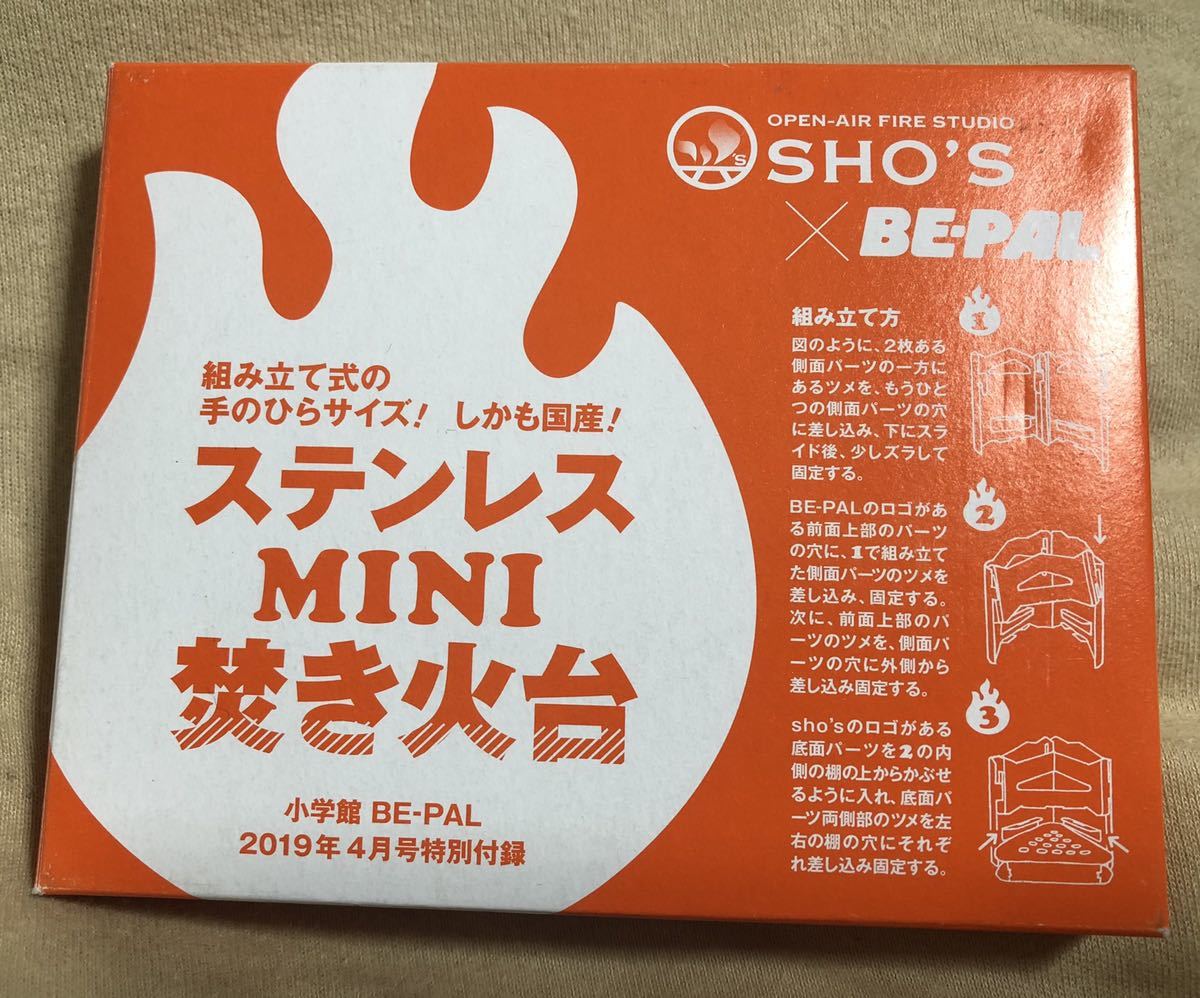 組み立て式の
手のひらサイズ! しかも国産!
ステンレス
MINI
焚き火台
小学館 BE-PAL
2019年4月号特別付録
OPEN-AIR FIRE STUDIO
SHO'S
× BE-PAL
組み立て方
1
図のように、2枚ある
側面パーツの一方に
あるツメを、もうひと
つの側面パーツの穴
に差し込み、下にスラ
イド後、少しズラして
固定する。
2
BE-PALのロゴがあ
る前面上部のパーツ
の穴に、1で組み立て
た側面パーツのツメを
差し込み、固定する。
次に、前面上部のパ
ーツのツメを、側面パ
ーツの穴に外側から
差し込み固定する。
3
sho'sのロゴがある
底面パーツを2の内
側の棚の上からかぶせ
るように入れ、底面パ
ーツ両側部のツメを左
右の棚の穴にそれぞ
れ差し込み固定する。